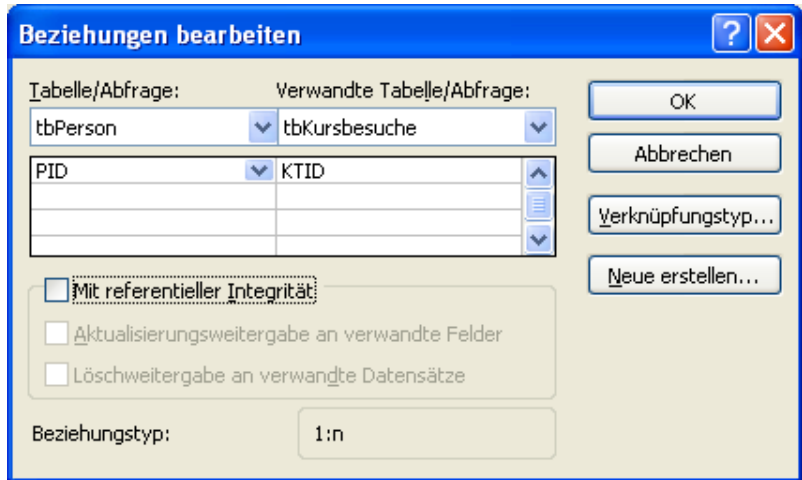 Beziehungen bearbeiten
Tabelle/Abfrage: Verwandte Tabelle/Abfrage:
tbPerson tbKursbesuche
PID KTID
OK
Abbrechen
Verknüpfungstyp...
Neue erstellen...
Mit referentieller Integrität
Aktualisierungsweitergabe an verwandte Felder
Löschweitergabe an verwandte Datensätze
Beziehungstyp: 1:n